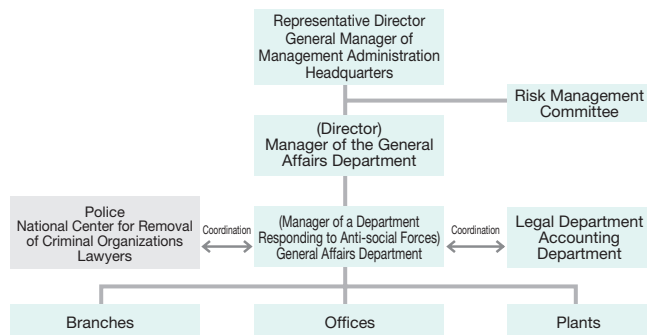 Representative Director
General Manager of
Management Administration
Headquarters
Risk Management
Committee
(Director)
Manager of the General
Affairs Department
Police
National Center for Removal
of Criminal Organizations
Lawyers
Coordination
(Manager of a Department
Responding to Anti-social Forces)
General Affairs Department
Coordination
Legal Department
Accounting
Department
Branches
Offices
Plants